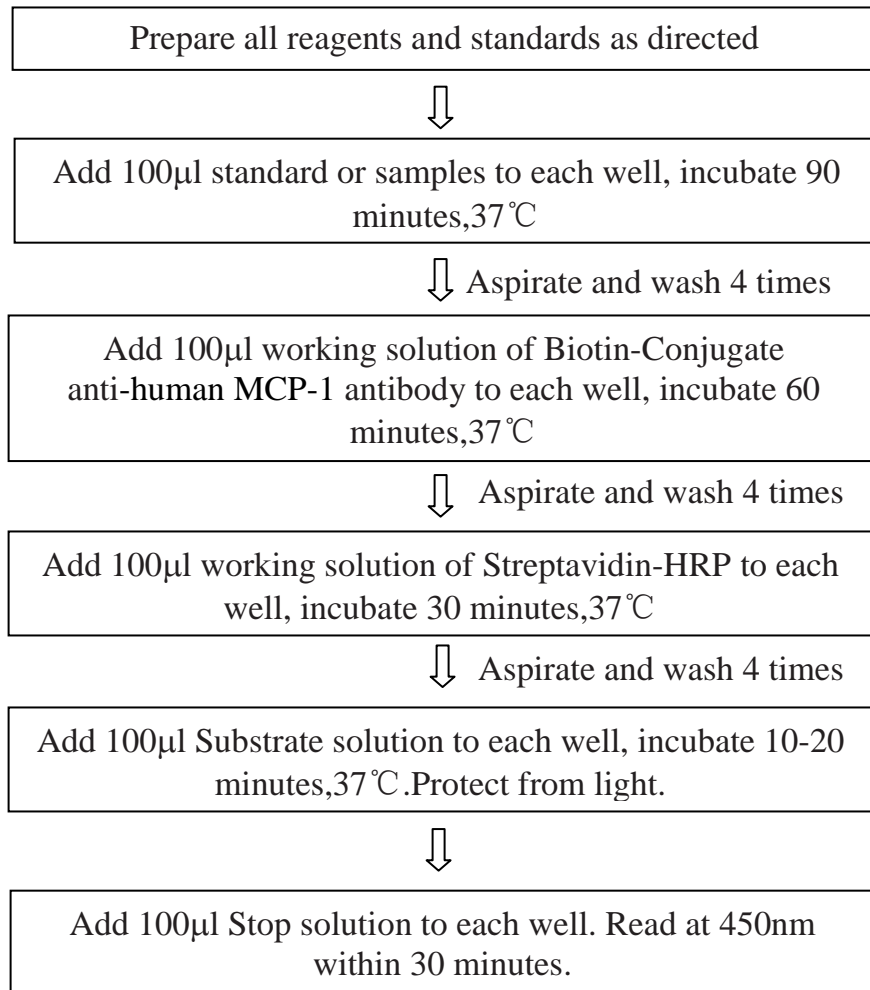 Prepare all reagents and standards as directed
Add 100μl standard or samples to each well, incubate 90
minutes,37℃
Aspirate and wash 4 times
Add 100μl working solution of Biotin-Conjugate
anti-human MCP-1 antibody to each well, incubate 60
minutes,37℃
Aspirate and wash 4 times
Add 100μl working solution of Streptavidin-HRP to each
well, incubate 30 minutes,37℃
Aspirate and wash 4 times
Add 100μl Substrate solution to each well, incubate 10-20
minutes,37℃.Protect from light.
Add 100μl Stop solution to each well. Read at 450nm
within 30 minutes.